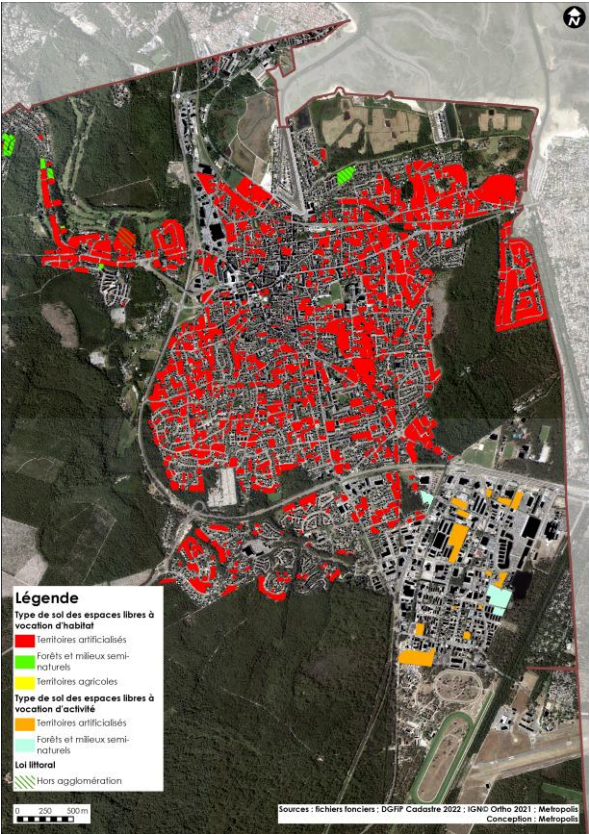 N
Légende
Type de sol des espaces libres à
vocation d'habitat
Territoires artificialisés
Forêts et milieux semi-
naturels
Territoires agricoles
Type de sol des espaces libres à
vocation d'activité
Territoires artificialisés
Forêts et milieux semi-
naturels
Loi littoral
Hors agglomération
0 250 500 m
Sources : fichiers fonciers ; DGFiP Cadastre 2022 ; IGN© Ortho 2021 ; Metropolis
Conception : Metropolis